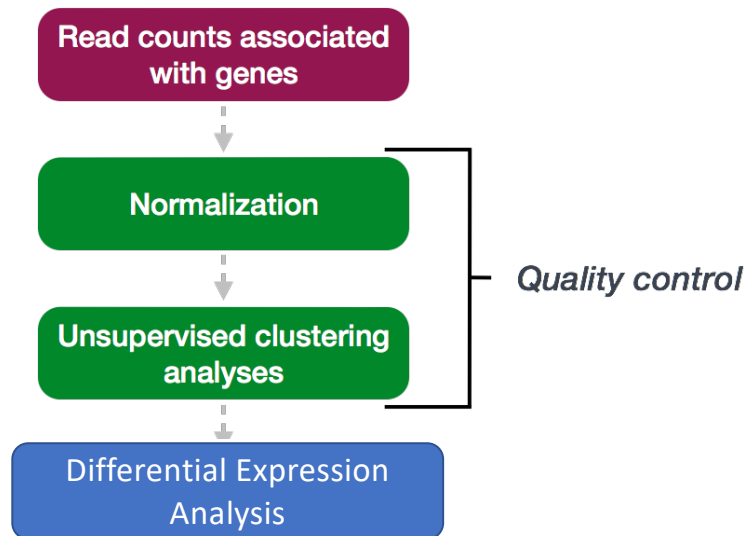 Read counts associated
with genes
Normalization
Quality control
Unsupervised clustering
analyses
Differential Expression
Analysis